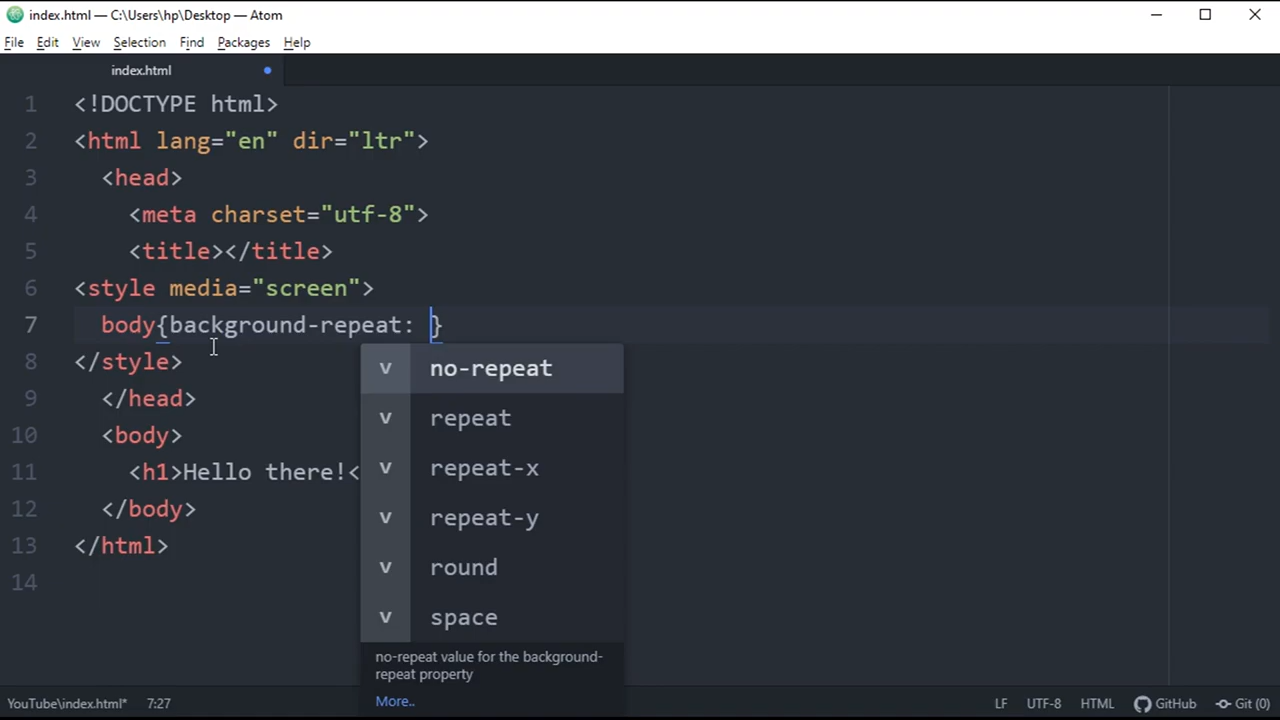 index.html — C:\Users\hp\Desktop — Atom
File Edit View Selection Find Packages Help
index.html
1 <!DOCTYPE html>
2 <html lang="en" dir="ltr">
3 <head>
4 <meta charset="utf-8">
5 <title></title>
6 <style media="screen">
7 body{background-repeat: }
8 </style>
9 </head>
10 <body>
11 <h1>Hello there!<
12 </body>
13 </html>
14
v no-repeat
v repeat
v repeat-x
v repeat-y
v round
v space
no-repeat value for the background-
repeat property
More..
YouTube\index.html* 7:27 LF UTF-8 HTML GitHub Git (0)